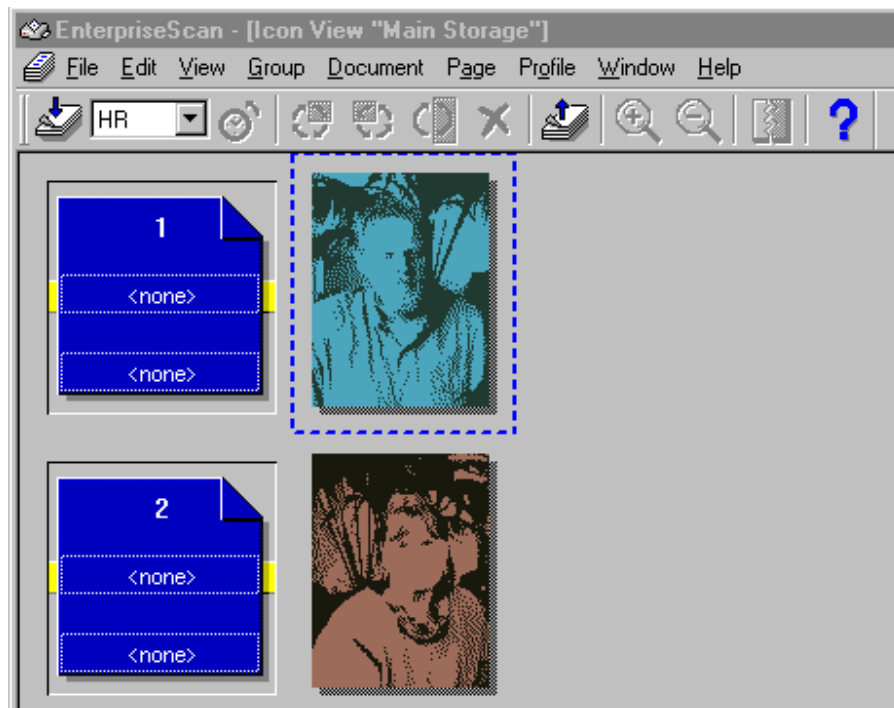 EnterpriseScan - [Icon View "Main Storage"]
File Edit View Group Document Page Profile Window Help
HR
?
1
<none>
<none>
2
<none>
<none>